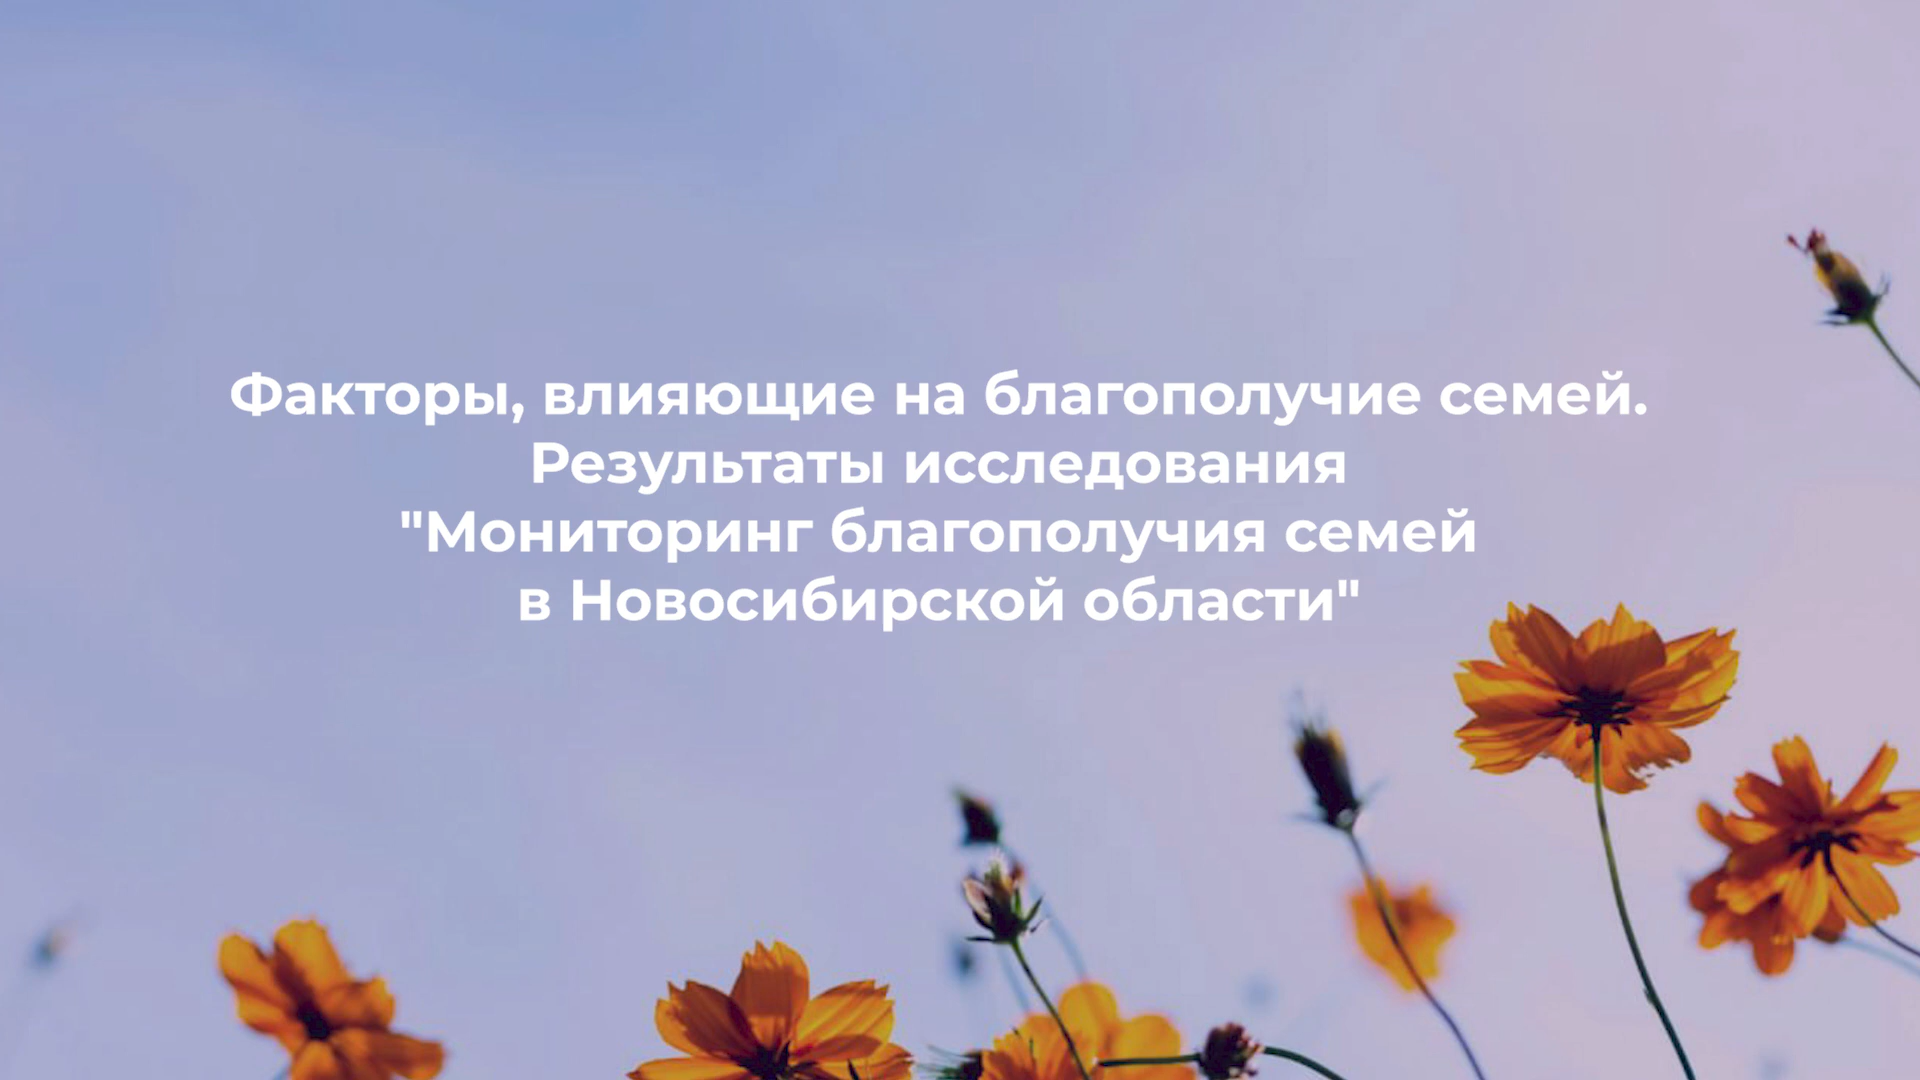 Факторы, влияющие на благополучие семей.
Результаты исследования
"Мониторинг благополучия семей
в Новосибирской области"